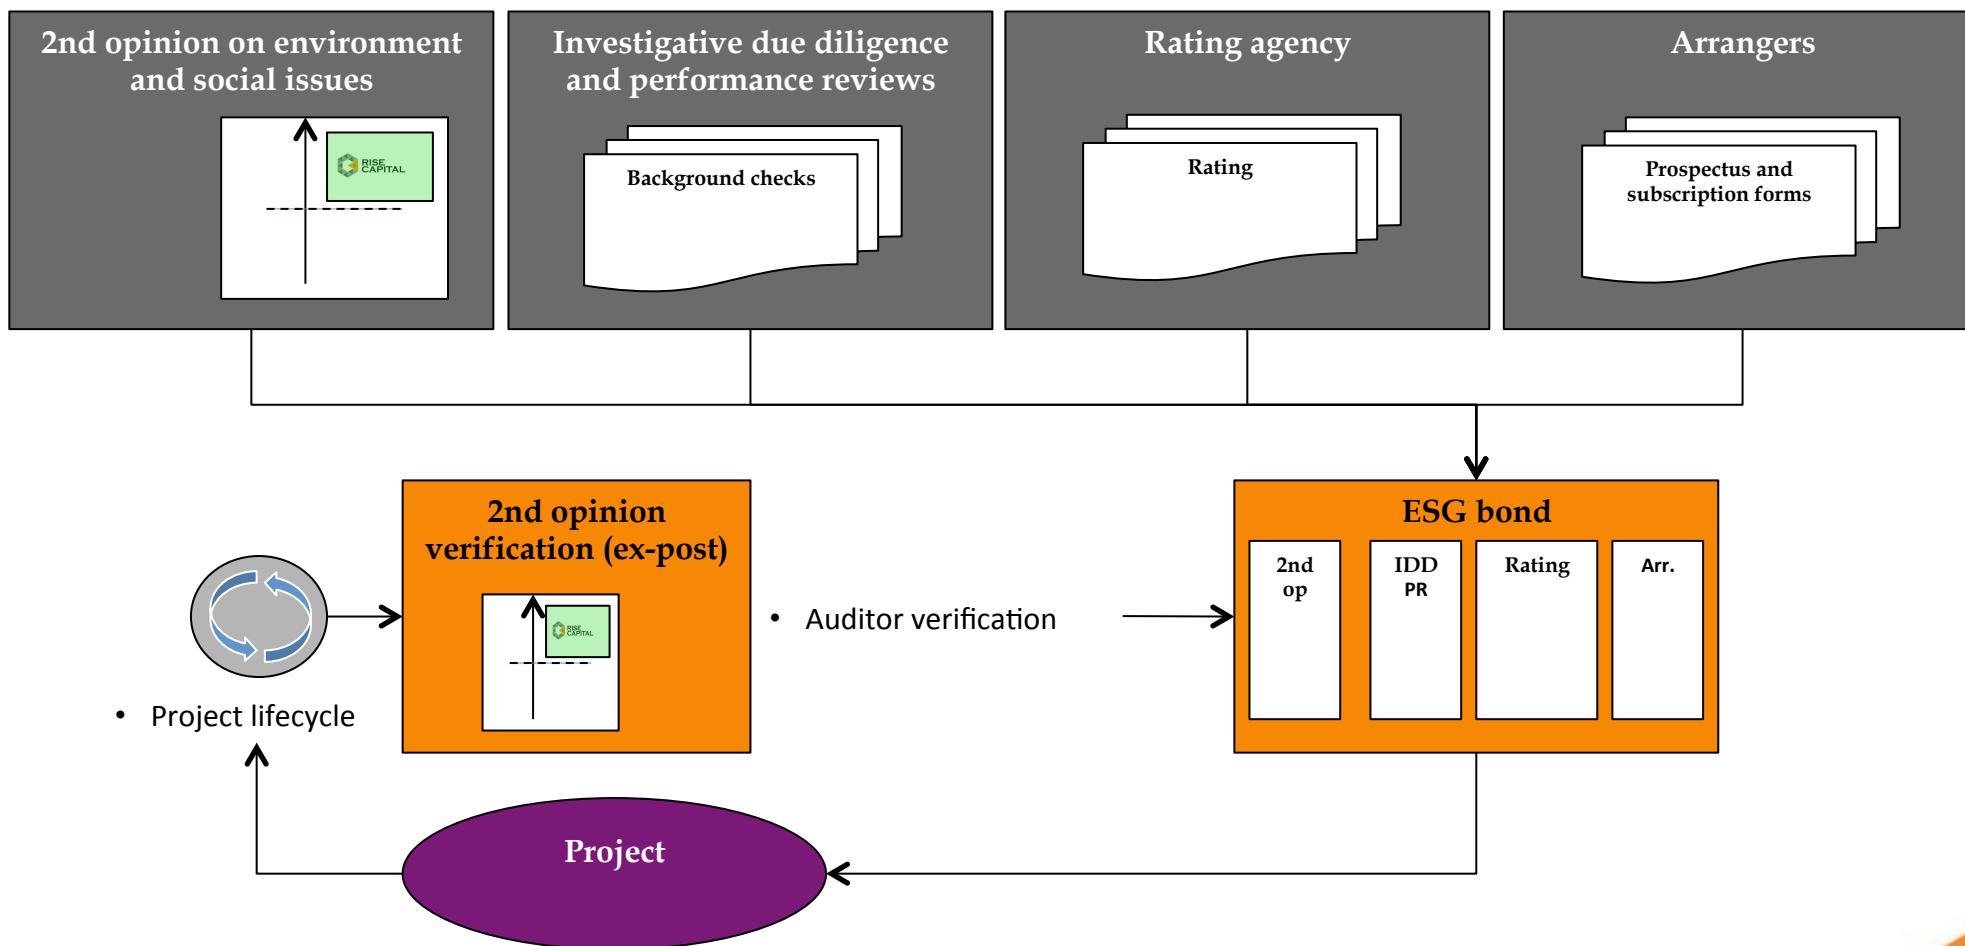 2nd opinion on environment
and social issues
RISE
CAPITAL
Investigative due diligence
and performance reviews
Background checks
Rating agency
Rating
Arrangers
Prospectus and
subscription forms
2nd opinion
verification (ex-post)
RISE
CAPITAL
• Auditor verification
ESG bond
2nd
op
IDD
PR
Rating
Arr.
• Project lifecycle
Project